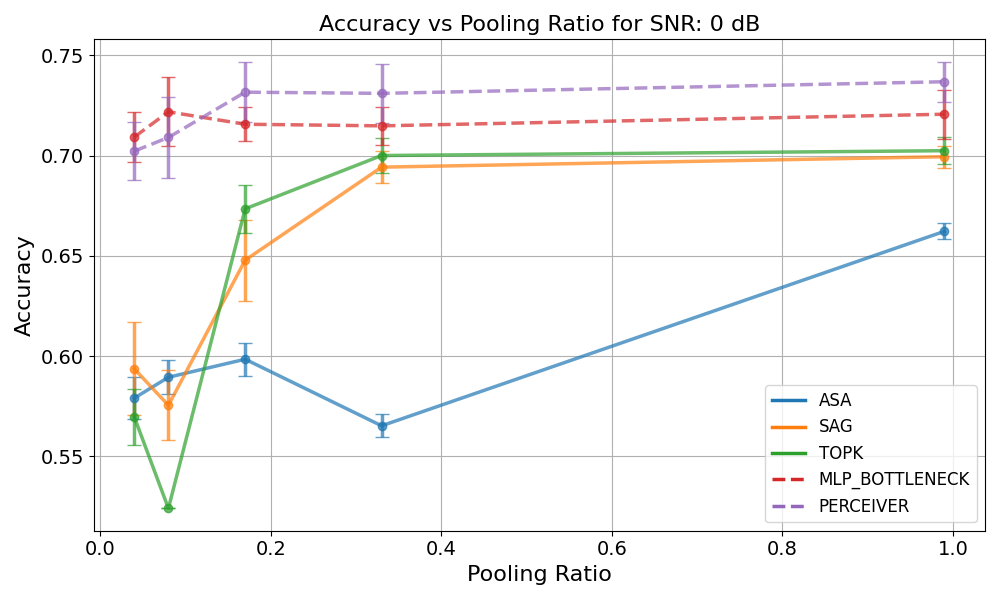 Accuracy vs Pooling Ratio for SNR: 0 dB
0.75
0.70
0.65
0.60
0.55
Accuracy
0.0 0.2 0.4 0.6 0.8 1.0
Pooling Ratio
ASA
SAG
TOPK
MLP_BOTTLENECK
PERCEIVER